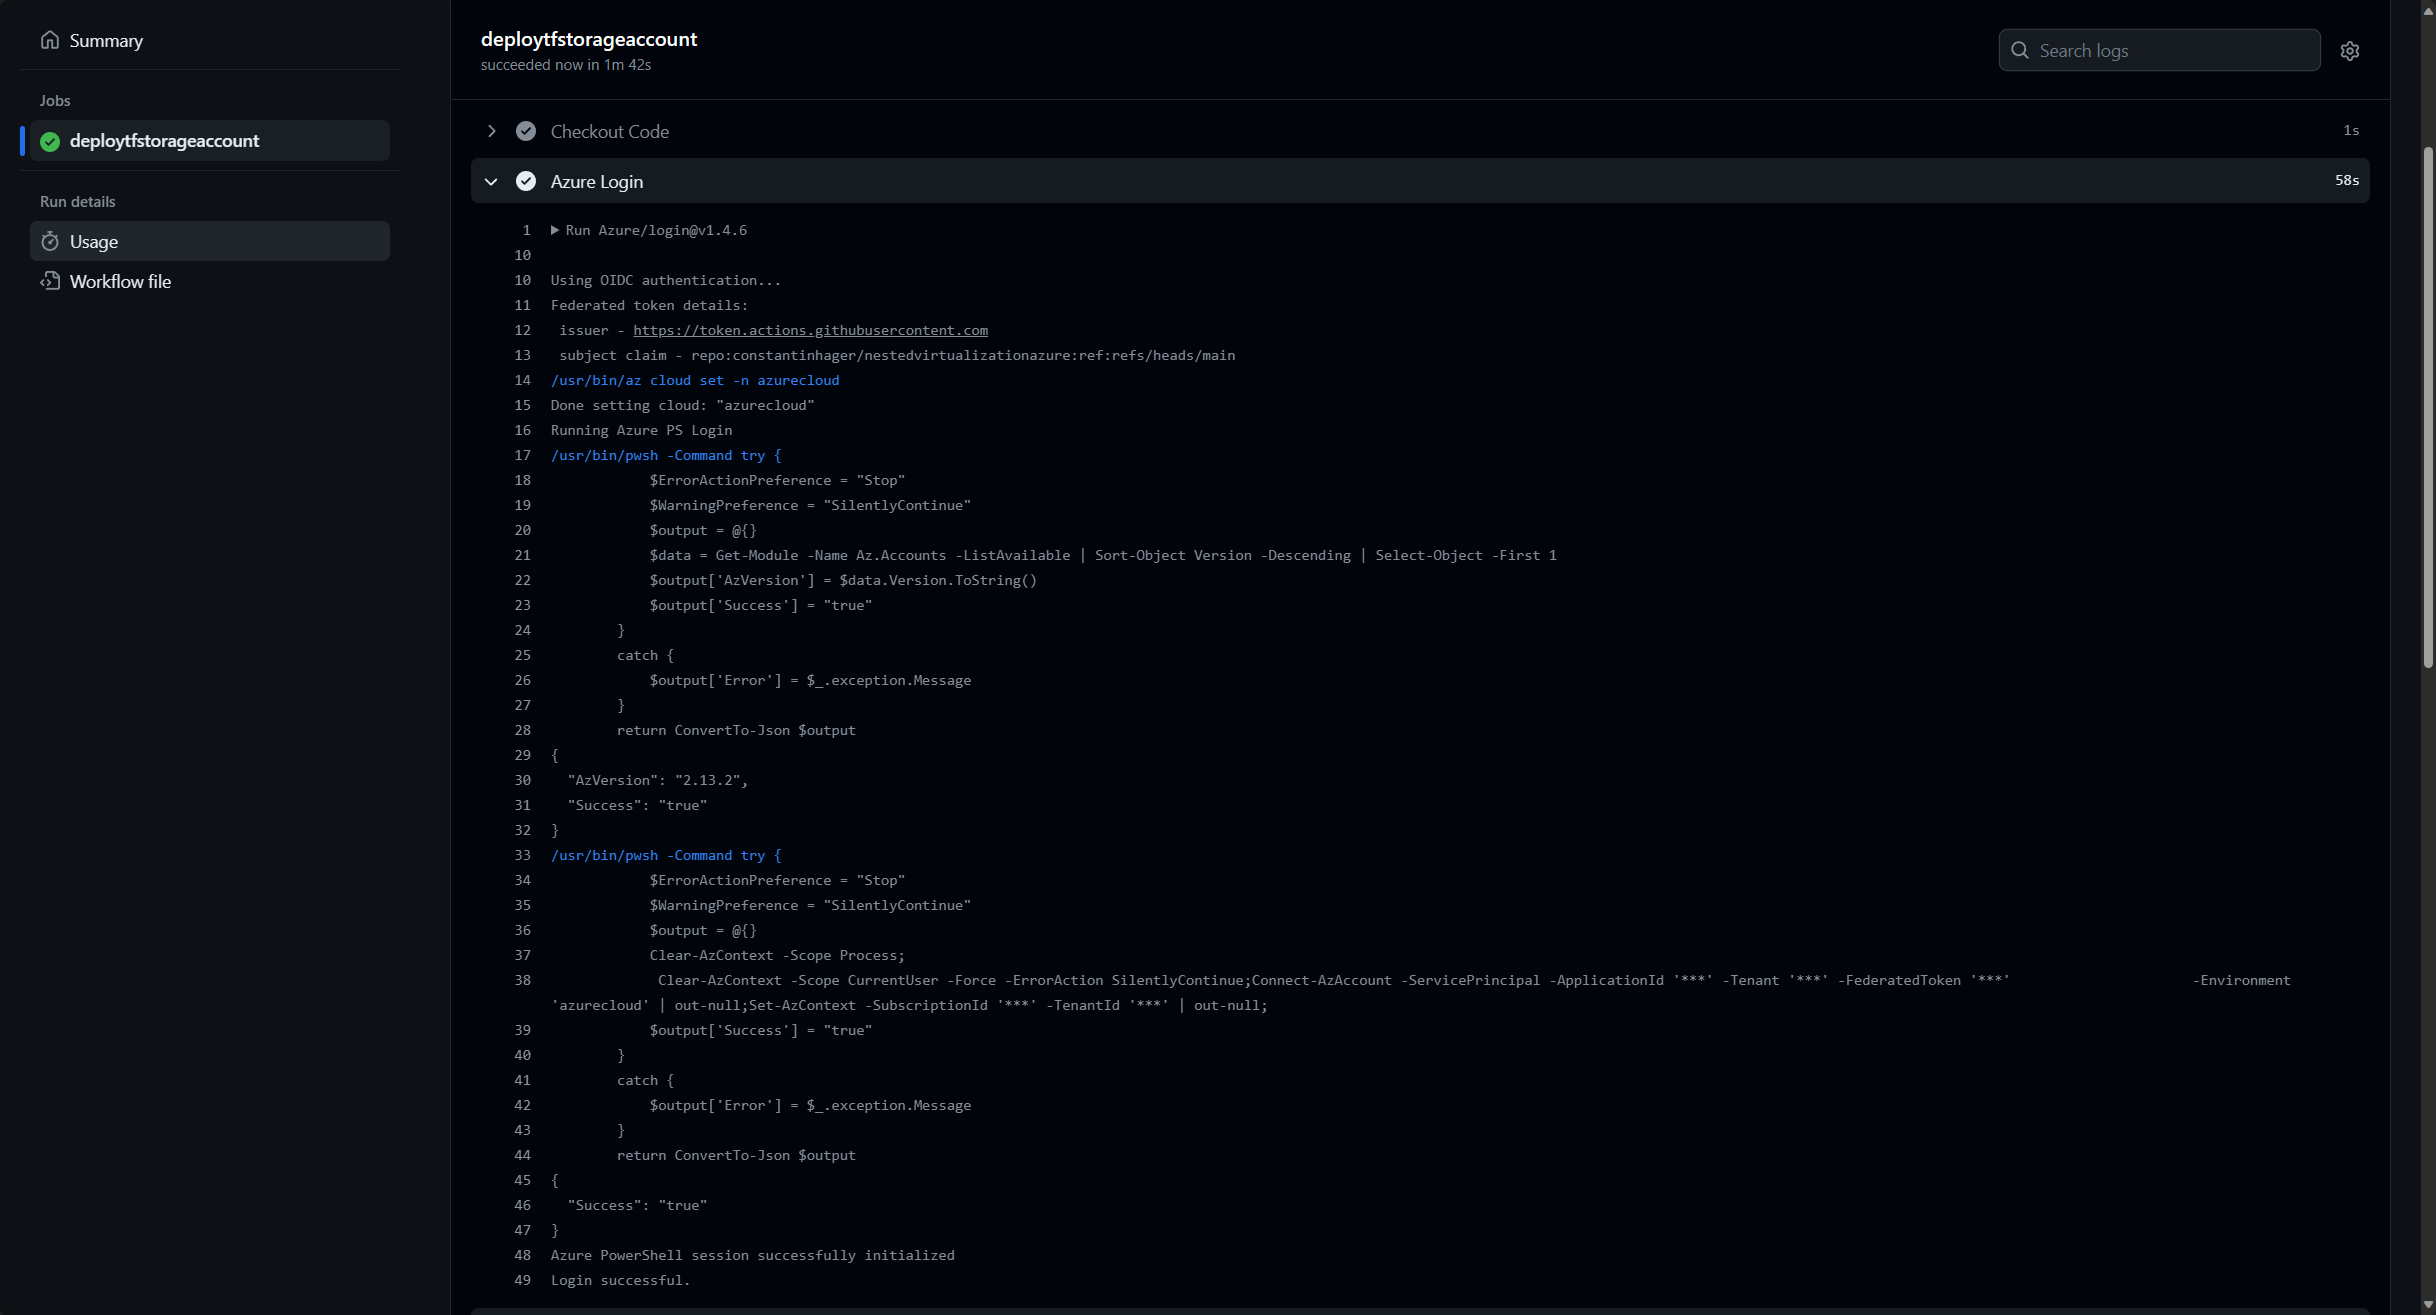 Summary
Jobs
deploytfstorageaccount
Run details
Usage
Workflow file
deploytfstorageaccount
succeeded now in 1m 42s
Search logs
Checkout Code 1s
Azure Login 58s
1 Run Azure/login@v1.4.6
10
10 Using OIDC authentication...
11 Federated token details:
12 issuer - https://token.actions.githubusercontent.com
13 subject claim - repo:constantinhager/nestedvirtualizationazure:ref:refs/heads/main
14 /usr/bin/az cloud set -n azurecloud
15 Done setting cloud: "azurecloud"
16 Running Azure PS Login
17 /usr/bin/pwsh -Command try {
18 $ErrorActionPreference = "Stop"
19 $WarningPreference = "SilentlyContinue"
20 $output = @{}
21 $data = Get-Module -Name Az.Accounts -ListAvailable | Sort-Object Version -Descending | Select-Object -First 1
22 $output['AzVersion'] = $data.Version.ToString()
23 $output['Success'] = "true"
24 }
25 catch {
26 $output['Error'] = $_.exception.Message
27 }
28 return ConvertTo-Json $output
29 {
30 "AzVersion": "2.13.2",
31 "Success": "true"
32 }
33 /usr/bin/pwsh -Command try {
34 $ErrorActionPreference = "Stop"
35 $WarningPreference = "SilentlyContinue"
36 $output = @{}
37 Clear-AzContext -Scope Process;
38 Clear-AzContext -Scope CurrentUser -Force -ErrorAction SilentlyContinue;Connect-AzAccount -ServicePrincipal -ApplicationId '***' -Tenant '***' -FederatedToken '***' -Environment
'azurecloud' | out-null;Set-AzContext -SubscriptionId '***' -TenantId '***' | out-null;
39 $output['Success'] = "true"
40 }
41 catch {
42 $output['Error'] = $_.exception.Message
43 }
44 return ConvertTo-Json $output
45 {
46 "Success": "true"
47 }
48 Azure PowerShell session successfully initialized
49 Login successful.